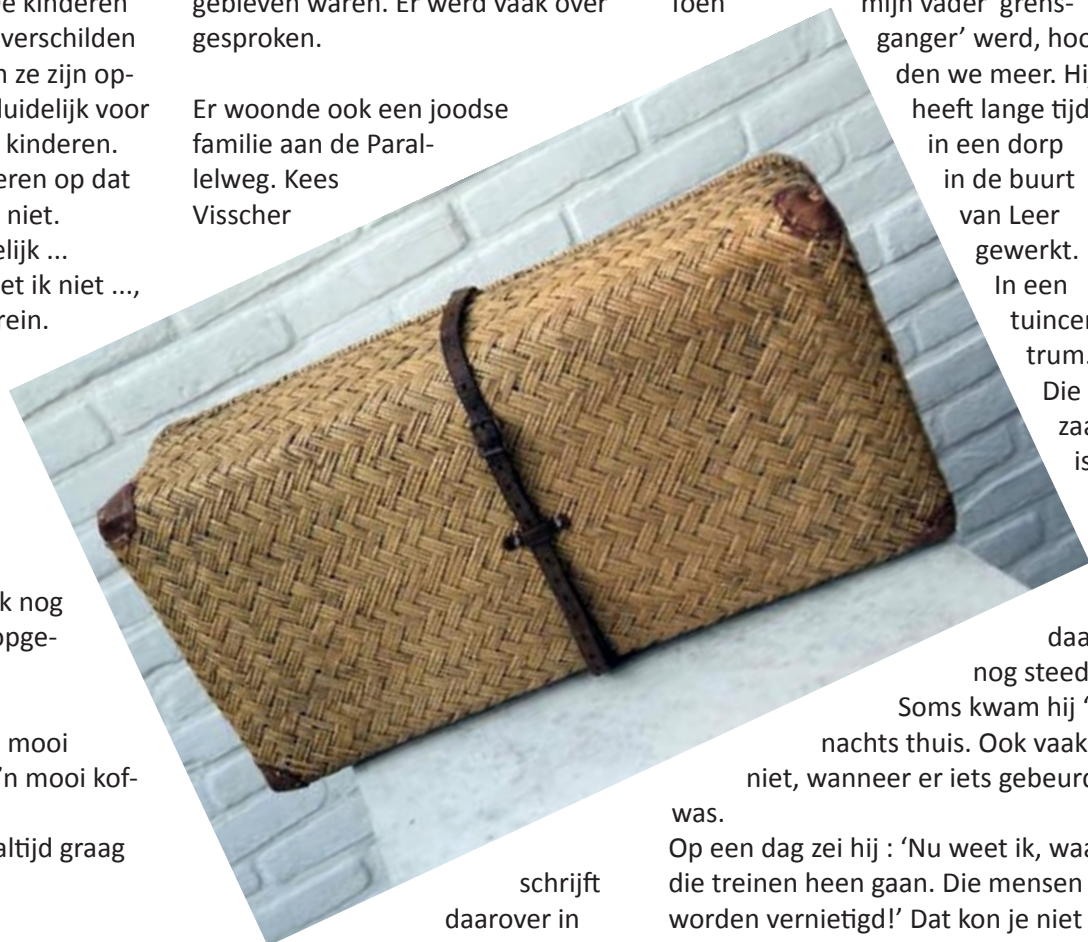 e kinderen
verschilden
n ze zijn op-
luidelijk voor
kinderen.
eren op dat
niet.
elijk ...
et ik niet ...,
rein.
k nog
opge-
mooi
’n mooi kof-
altijd graag
gebleven waren. Er werd vaak over
gesproken.
Er woonde ook een joodse
familie aan de Paral-
lelweg. Kees
Visscher
schrijft
daarover in
Toen mijn vader ‘grens-
ganger’ werd, hoo
den we meer. Hij
heeft lange tijd
in een dorp
in de buurt
van Leer
gewerkt.
In een
tuincen
trum.
Die
zaa
is
daa
nog steed
Soms kwam hij ‘
nachts thuis. Ook vaak
niet, wanneer er iets gebeurd
was.
Op een dag zei hij : ‘Nu weet ik, waa
die treinen heen gaan. Die mensen
worden vernietigd!’ Dat kon je niet